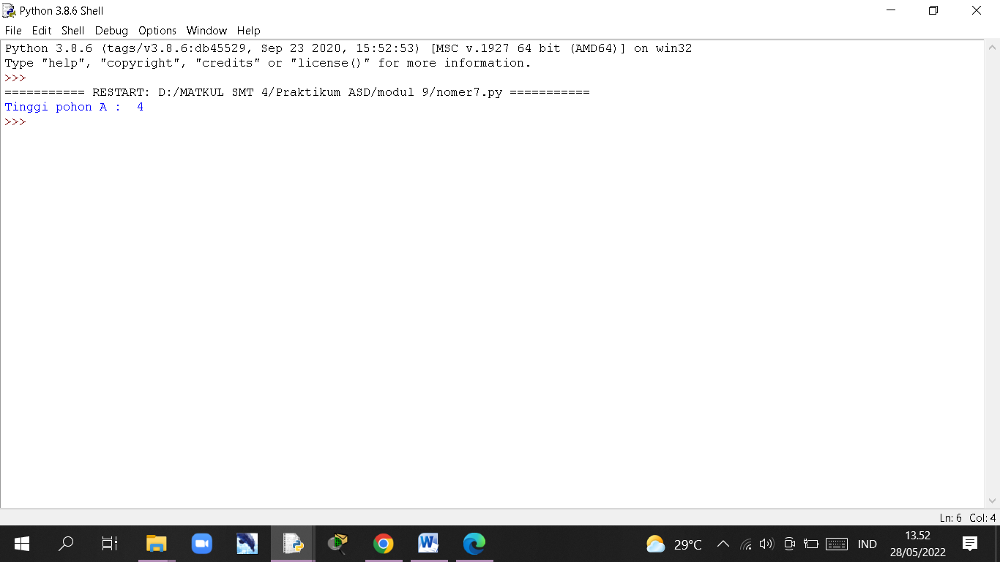 Python 3.8.6 Shell
File Edit Shell Debug Options Window Help
Python 3.8.6 (tags/v3.8.6:db45529, Sep 23 2020, 15:52:53) [MSC v.1927 64 bit (AMD64)] on win32
Type "help", "copyright", "credits" or "license()" for more information.
>>>
=========== RESTART: D:/MATKUL SMT 4/Praktikum ASD/modul 9/nomer7.py ===========
Tinggi pohon A :  4
>>>
Ln: 6 Col: 4
29°C
IND
13.52
28/05/2022